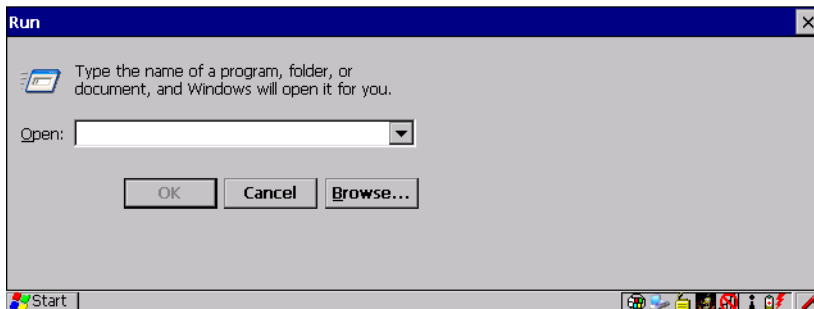 Run
Type the name of a program, folder, or
document, and Windows will open it for you.
Open:
OK Cancel Browse...
Start